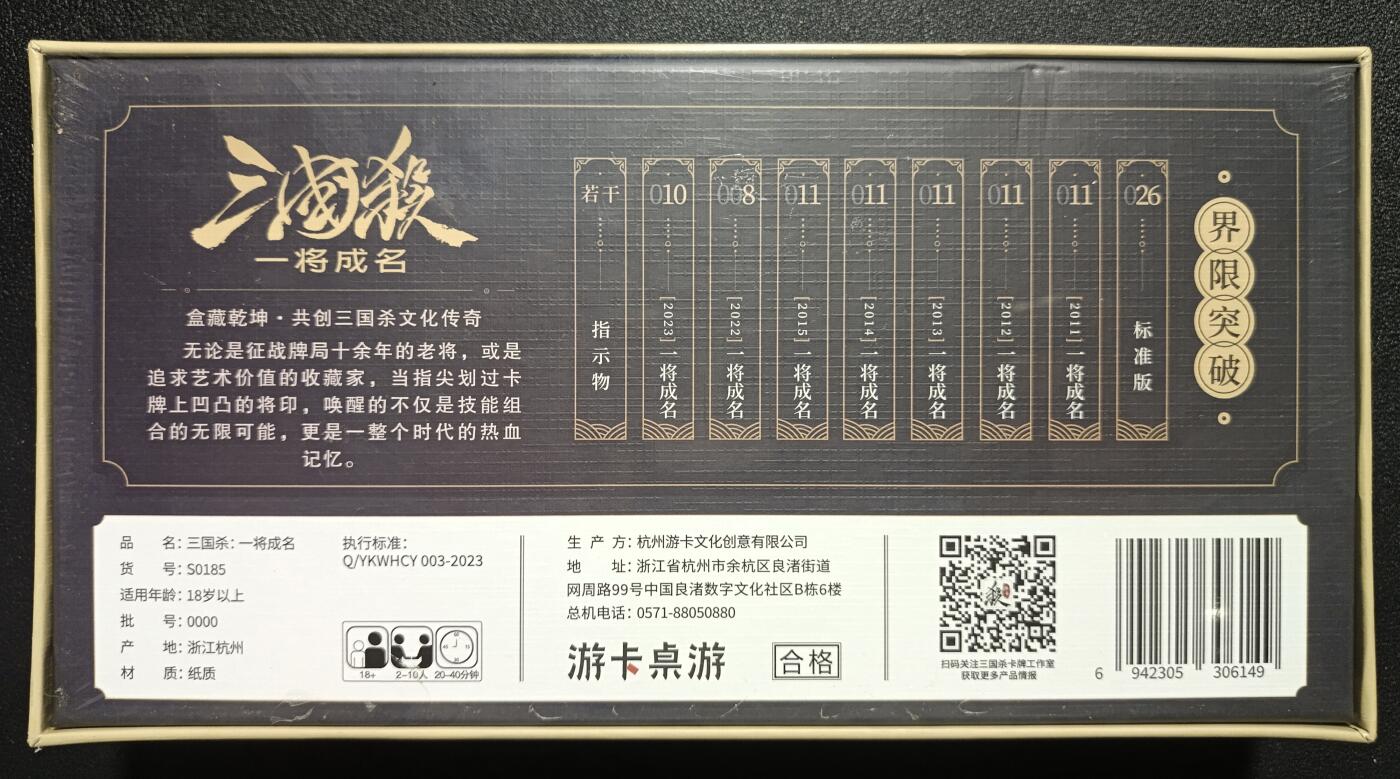 三國殺
一将成名
盒藏乾坤·共创三国杀文化传奇
无论是征战牌局十余年的老将，或是
追求艺术价值的收藏家，当指尖划过卡
牌上凹凸的将印，唤醒的不仅是技能组
合的无限可能，更是一整个时代的热血
记忆。
界限突破
026 标准版
011 [2011]一将成名
011 [2012]一将成名
011 [2013]一将成名
011 [2014]一将成名
011 [2015]一将成名
008 [2022]一将成名
010 [2023]一将成名
若干 指示物
品名：三国杀：一将成名
货号：S0185
适用年龄：18岁以上
批号：0000
产地：浙江杭州
材质：纸质
执行标准：
Q/YKWHCY 003-2023
18+ 2-10人 20-40分钟
生产方：杭州游卡文化创意有限公司
地址：浙江省杭州市余杭区良渚街道
网周路99号中国良渚数字文化社区B栋6楼
总机电话：0571-88050880
游卡桌游
合格
殺
扫码关注三国杀卡牌工作室
获取更多产品情报
6 942305 306149